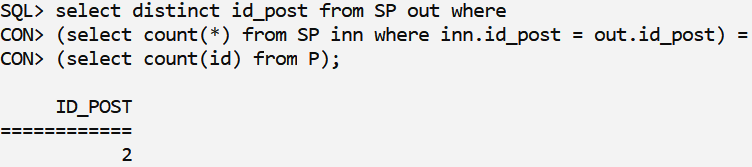 SQL> select distinct id_post from SP out where
CON> (select count(*) from SP inn where inn.id_post = out.id_post) =
CON> (select count(id) from P);
ID_POST
============
2